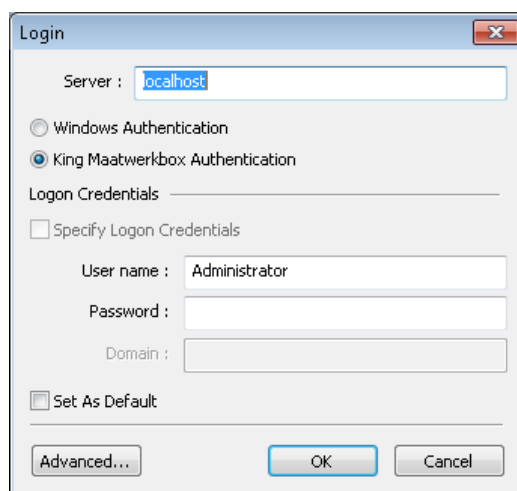 Login
Server : localhost
Windows Authentication
King Maatwerkbox Authentication
Logon Credentials
Specify Logon Credentials
User name : Administrator
Password :
Domain :
Set As Default
Advanced... OK Cancel